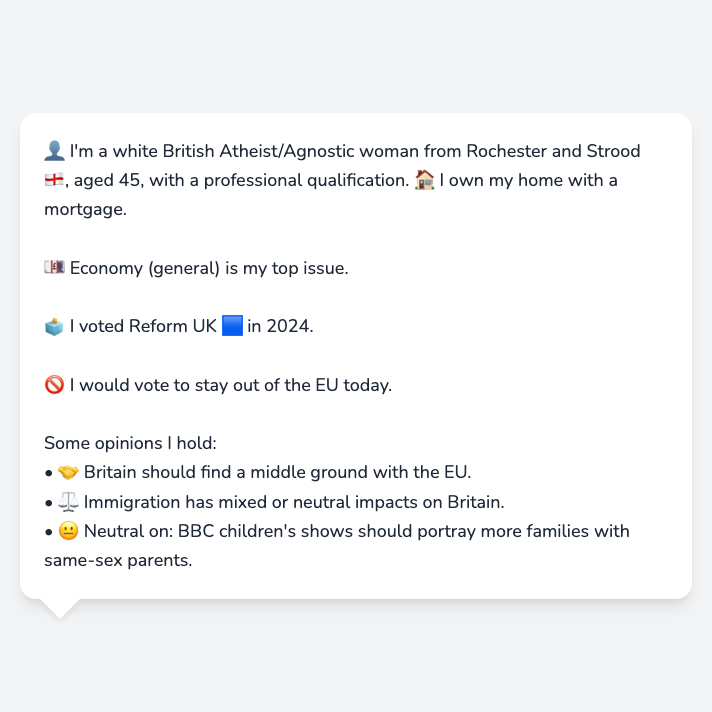 👤 I'm a white British Atheist/Agnostic woman from Rochester and Strood
🏴󠁧󠁢󠁥󠁮󠁧󠁿, aged 45, with a professional qualification. 🏠 I own my home with a
mortgage.
💷 Economy (general) is my top issue.
🗳️ I voted Reform UK 🟦 in 2024.
🚫 I would vote to stay out of the EU today.
Some opinions I hold:
• 🤝 Britain should find a middle ground with the EU.
• ⚖️ Immigration has mixed or neutral impacts on Britain.
• 😐 Neutral on: BBC children's shows should portray more families with
same-sex parents.